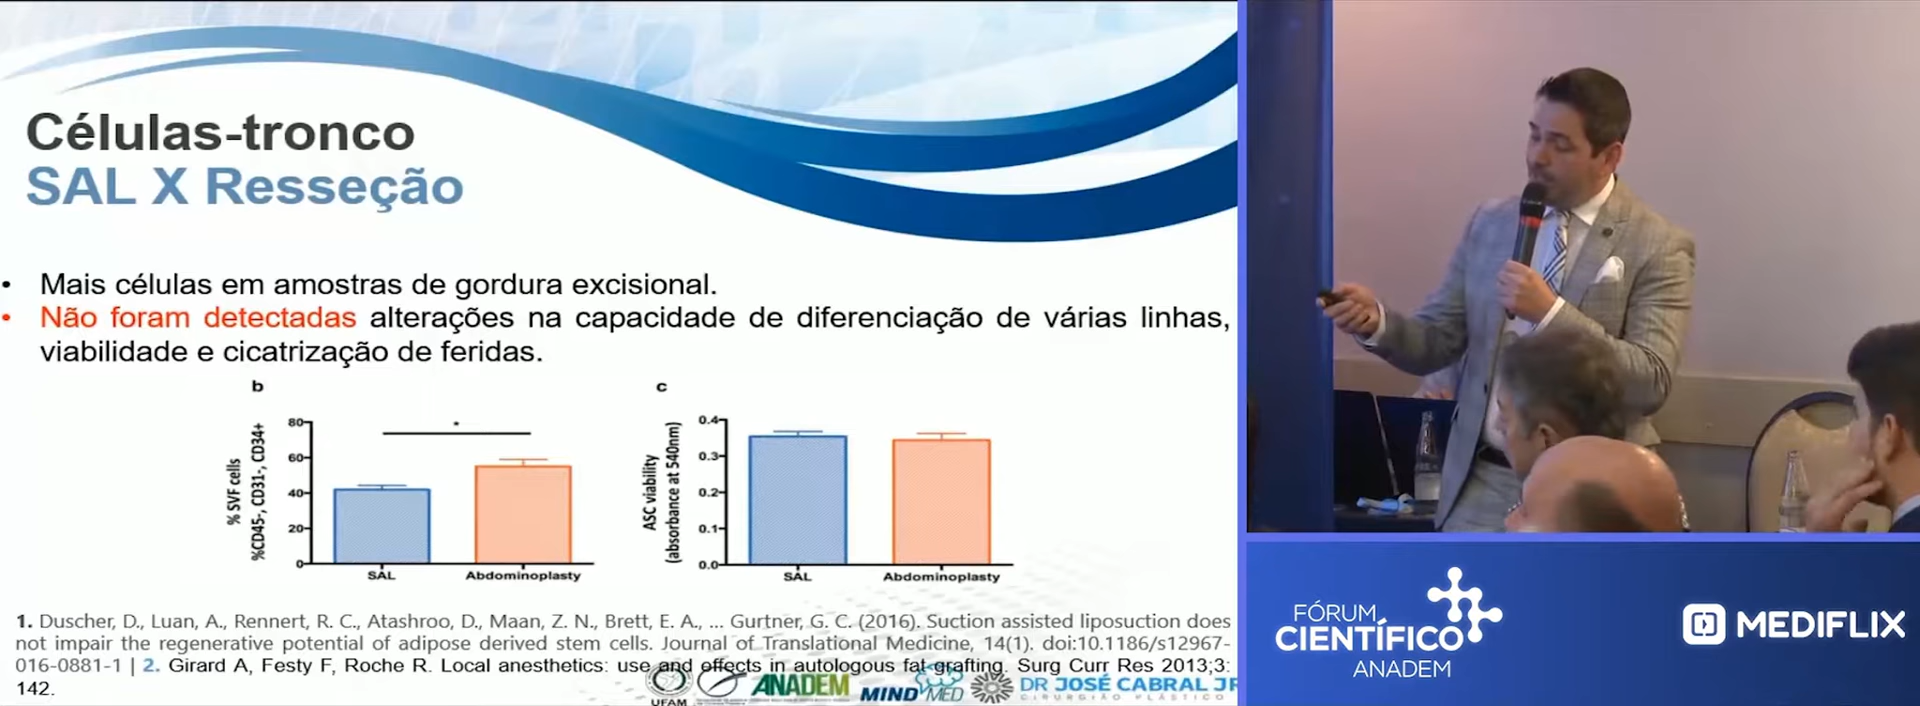 Células-tronco
SAL X Resseção
• Mais células em amostras de gordura excisional.
• Não foram detectadas alterações na capacidade de diferenciação de várias linhas,
viabilidade e cicatrização de feridas.
b
% SVF cells
%CD45-, CD31-, CD34+
80
60
40
20
0
*
SAL
Abdominoplasty
c
ASC viability
(absorbance at 540nm)
0.4
0.3
0.2
0.1
0.0
SAL
Abdominoplasty
1. Duscher, D., Luan, A., Rennert, R. C., Atashroo, D., Maan, Z. N., Brett, E. A., ... Gurtner, G. C. (2016). Suction assisted liposuction does
not impair the regenerative potential of adipose derived stem cells. Journal of Translational Medicine, 14(1). doi:10.1186/s12967-
016-0881-1 | 2. Girard A, Festy F, Roche R. Local anesthetics: use and effects in autologous fat grafting. Surg Curr Res 2013;3:
142.
UFAM
ANADEM
MIND MED
DR JOSÉ CABRAL JR
CIRURGIÃO PLÁSTICO
FÓRUM
CIENTÍFICO
ANADEM
MEDIFLIX